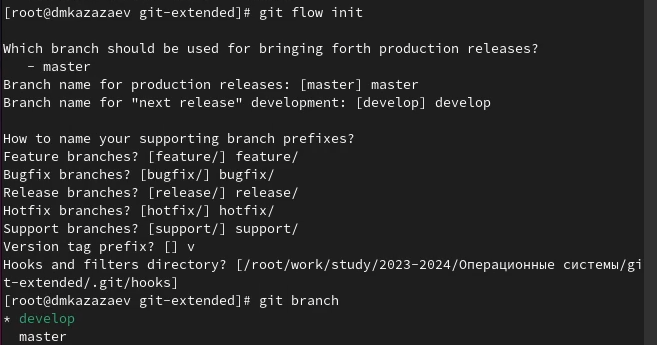 [root@dmkazazaev git-extended]# git flow init
Which branch should be used for bringing forth production releases?
   - master
Branch name for production releases: [master] master
Branch name for "next release" development: [develop] develop
How to name your supporting branch prefixes?
Feature branches? [feature/] feature/
Bugfix branches? [bugfix/] bugfix/
Release branches? [release/] release/
Hotfix branches? [hotfix/] hotfix/
Support branches? [support/] support/
Version tag prefix? [] v
Hooks and filters directory? [/root/work/study/2023-2024/Операционные системы/gi
t-extended/.git/hooks]
[root@dmkazazaev git-extended]# git branch
* develop
  master